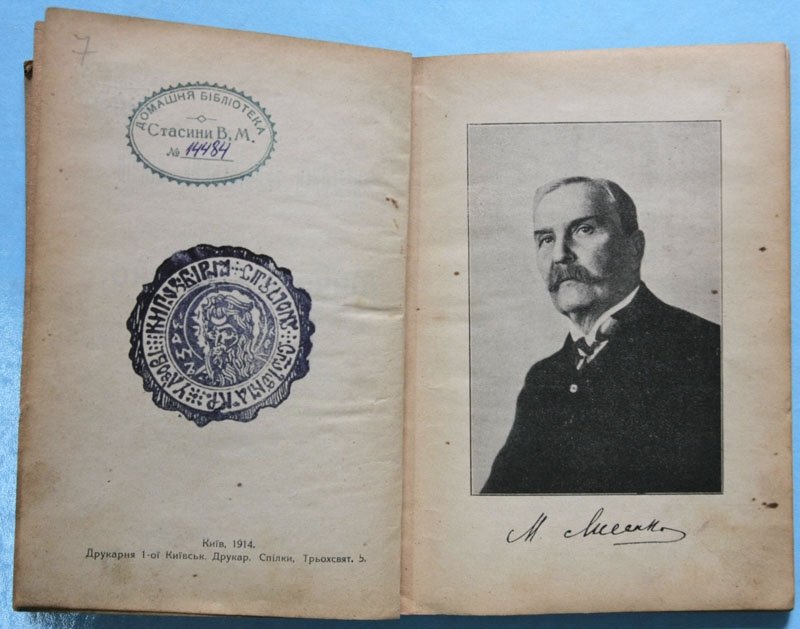 7
ДОМАШНЯ БІБЛІОТЕКА
Стасини В. М.
№ 14484
Київ, 1914.
Друкарня 1-ої Київськ. Друкар. Спілки, Трьохсвят. 5.
М Лисенко